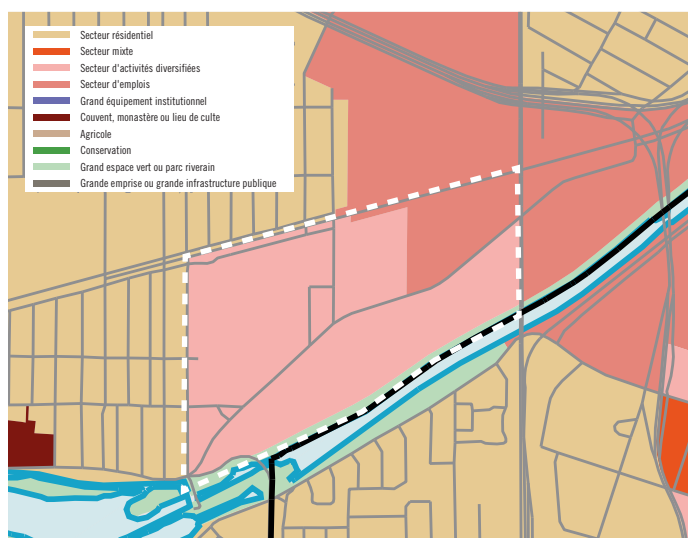 Secteur résidentiel
Secteur mixte
Secteur d'activités diversifiées
Secteur d'emplois
Grand équipement institutionnel
Couvent, monastère ou lieu de culte
Agricole
Conservation
Grand espace vert ou parc riverain
Grande emprise ou grande infrastructure publique